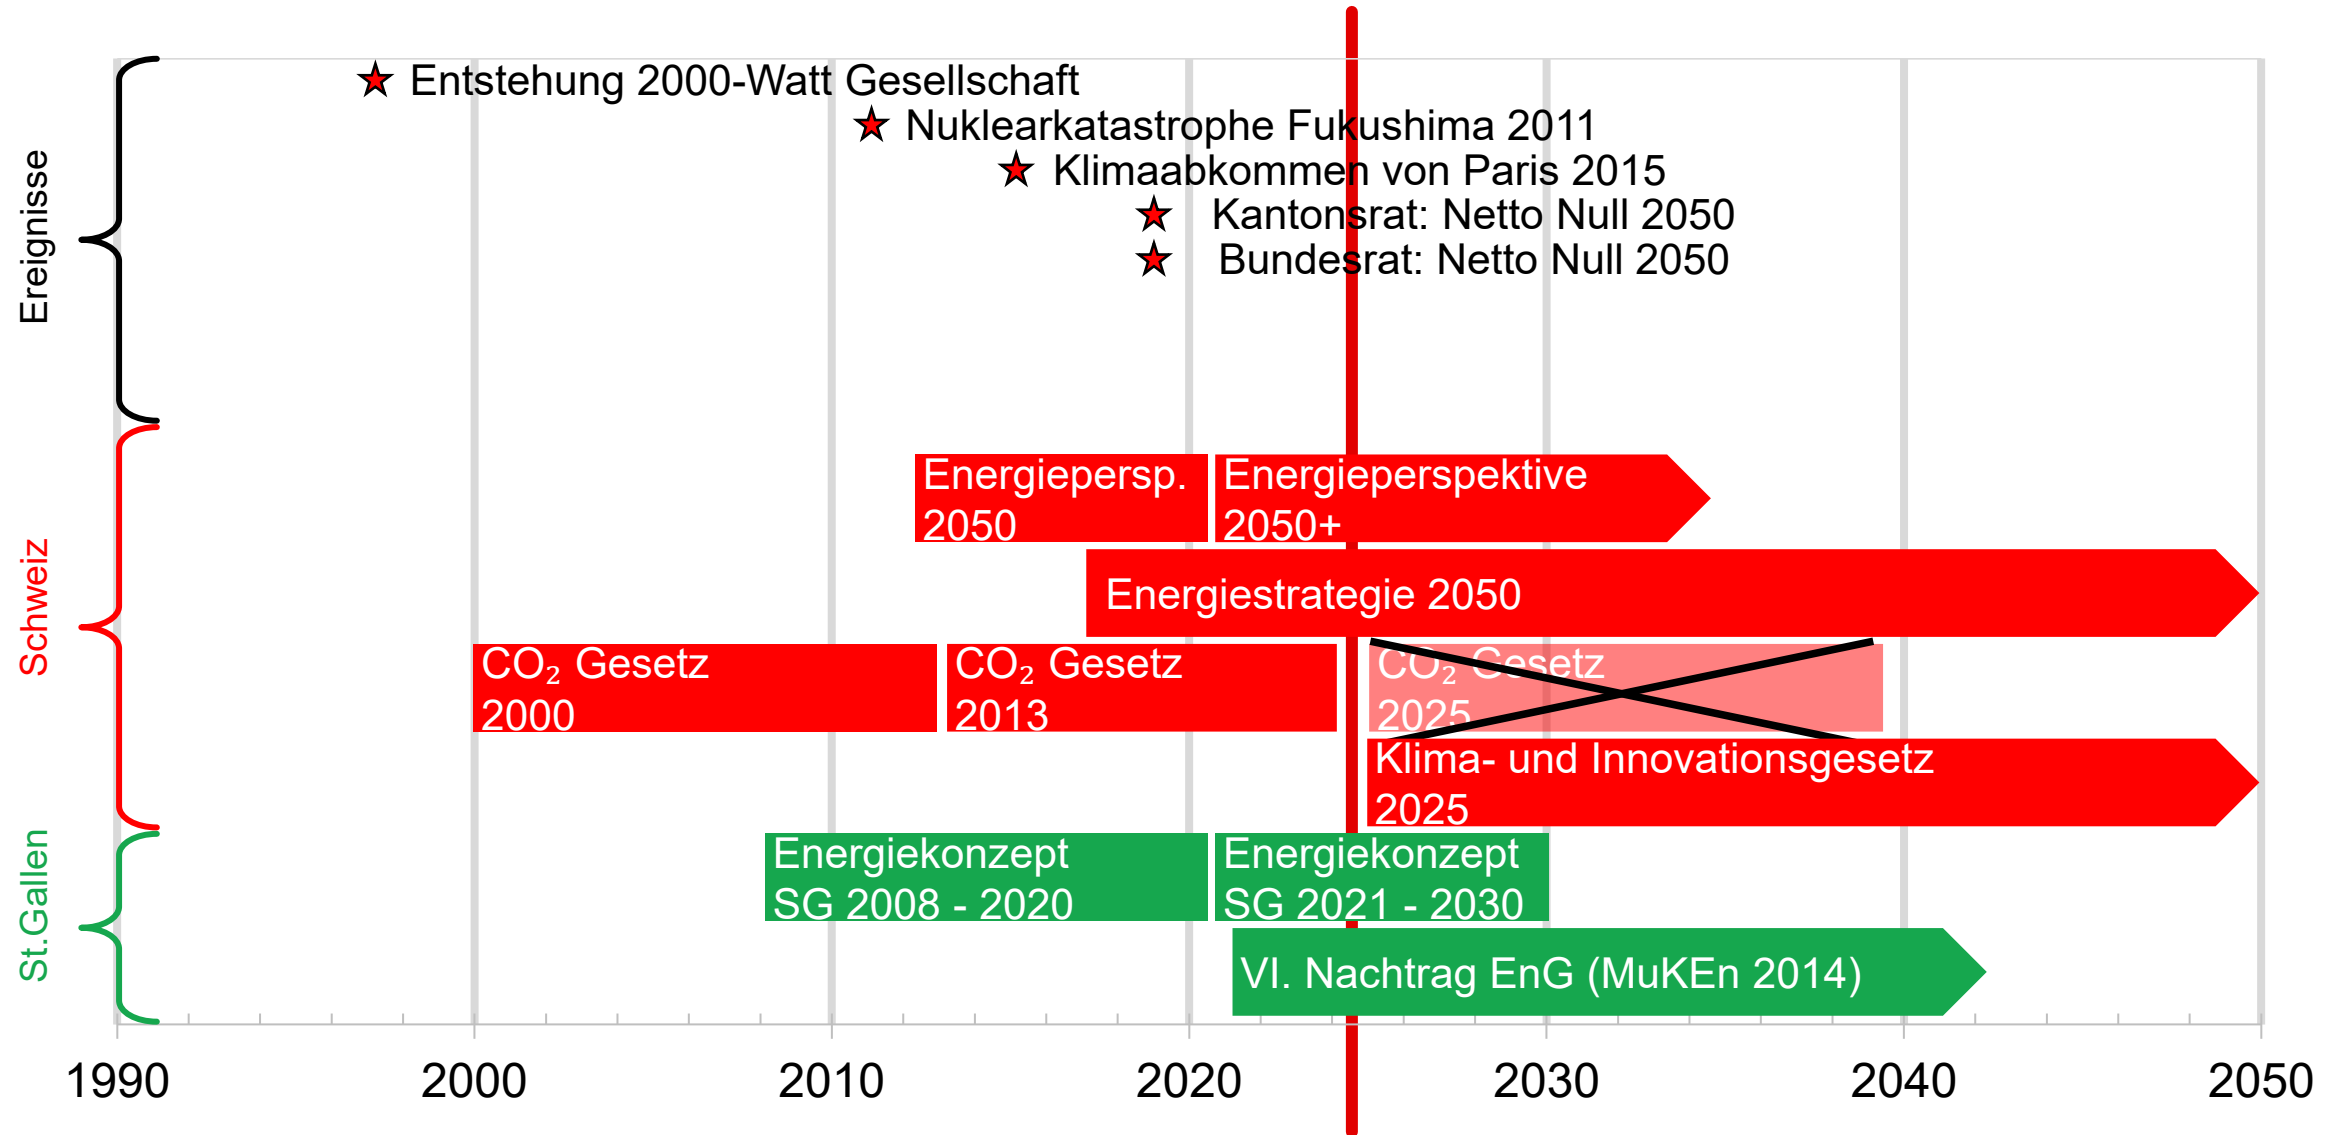 Ereignisse
Entstehung 2000-Watt Gesellschaft
Nuklearkatastrophe Fukushima 2011
Klimaabkommen von Paris 2015
Kantonsrat: Netto Null 2050
Bundesrat: Netto Null 2050
Schweiz
Energiepersp.
2050
Energieperspektive
2050+
Energiestrategie 2050
CO₂ Gesetz
2000
CO₂ Gesetz
2013
CO₂ Gesetz
2025
Klima- und Innovationsgesetz
2025
St.Gallen
Energiekonzept
SG 2008 - 2020
Energiekonzept
SG 2021 - 2030
VI. Nachtrag EnG (MuKEn 2014)
1990 2000 2010 2020 2030 2040 2050